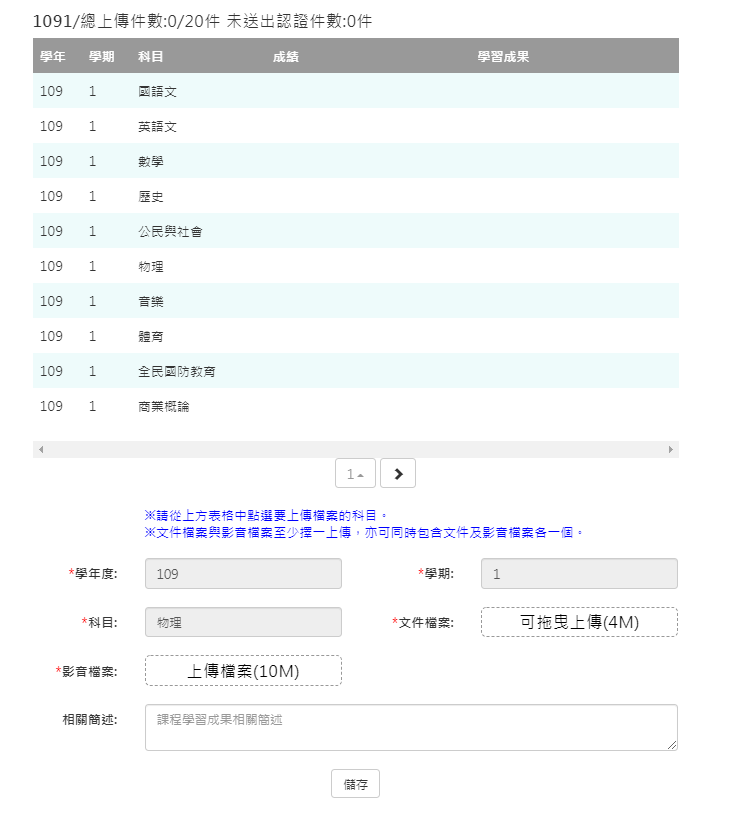 1091/總上傳件數:0/20件 未送出認證件數:0件
學年 學期 科目 成績 學習成果
109 1 國語文
109 1 英語文
109 1 數學
109 1 歷史
109 1 公民與社會
109 1 物理
109 1 音樂
109 1 體育
109 1 全民國防教育
109 1 商業概論
1
※請從上方表格中點選要上傳檔案的科目。
※文件檔案與影音檔案至少擇一上傳，亦可同時包含文件及影音檔案各一個。
*學年度: 109 *學期: 1
*科目: 物理 *文件檔案: 可拖曳上傳(4M)
*影音檔案: 上傳檔案(10M)
相關簡述: 課程學習成果相關簡述
儲存